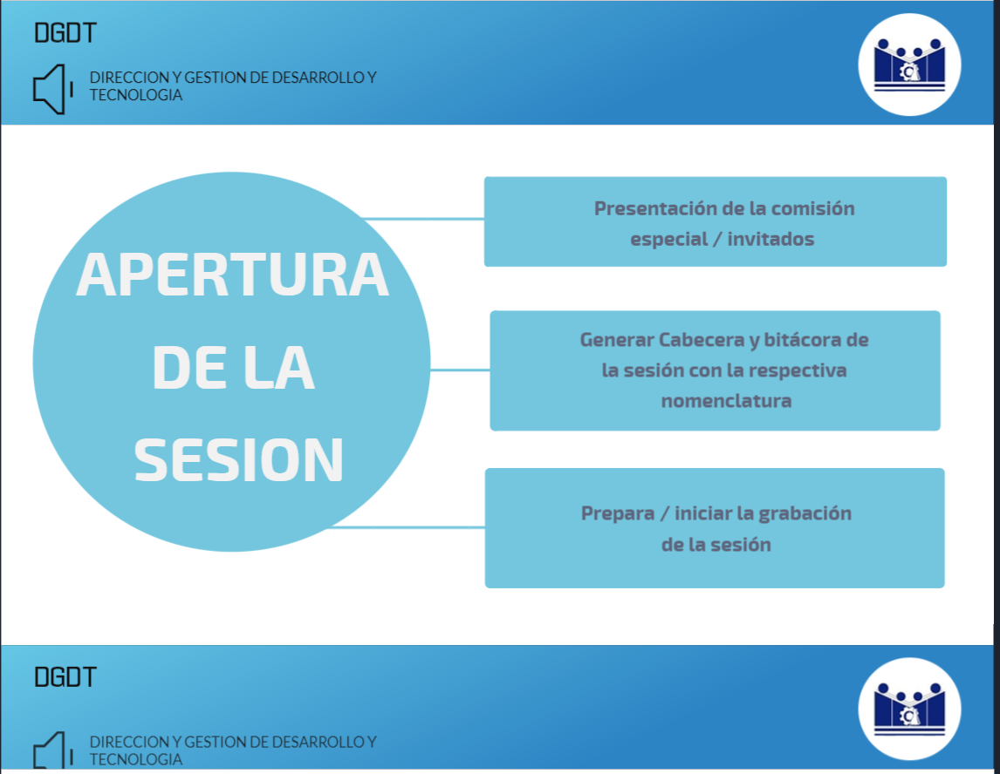 DGDT
DIRECCION Y GESTION DE DESARROLLO Y
TECNOLOGIA
APERTURA
DE LA
SESION
Presentación de la comisión
especial / invitados
Generar Cabecera y bitácora de
la sesión con la respectiva
nomenclatura
Prepara / iniciar la grabación
de la sesión
DGDT
DIRECCION Y GESTION DE DESARROLLO Y
TECNOLOGIA